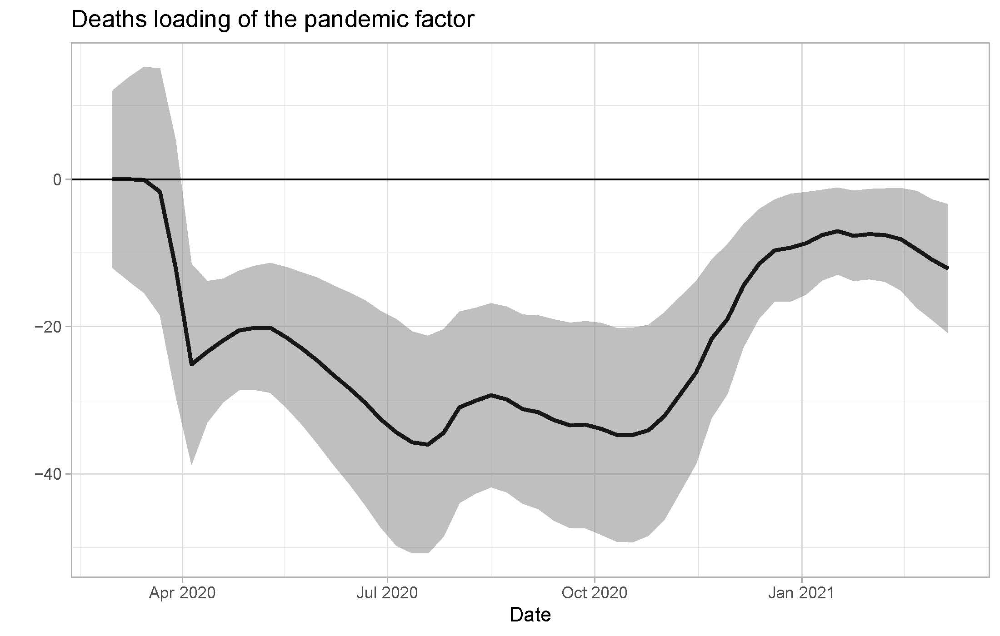 Deaths loading of the pandemic factor
0
−20
−40
Apr 2020 Jul 2020 Oct 2020 Jan 2021
Date